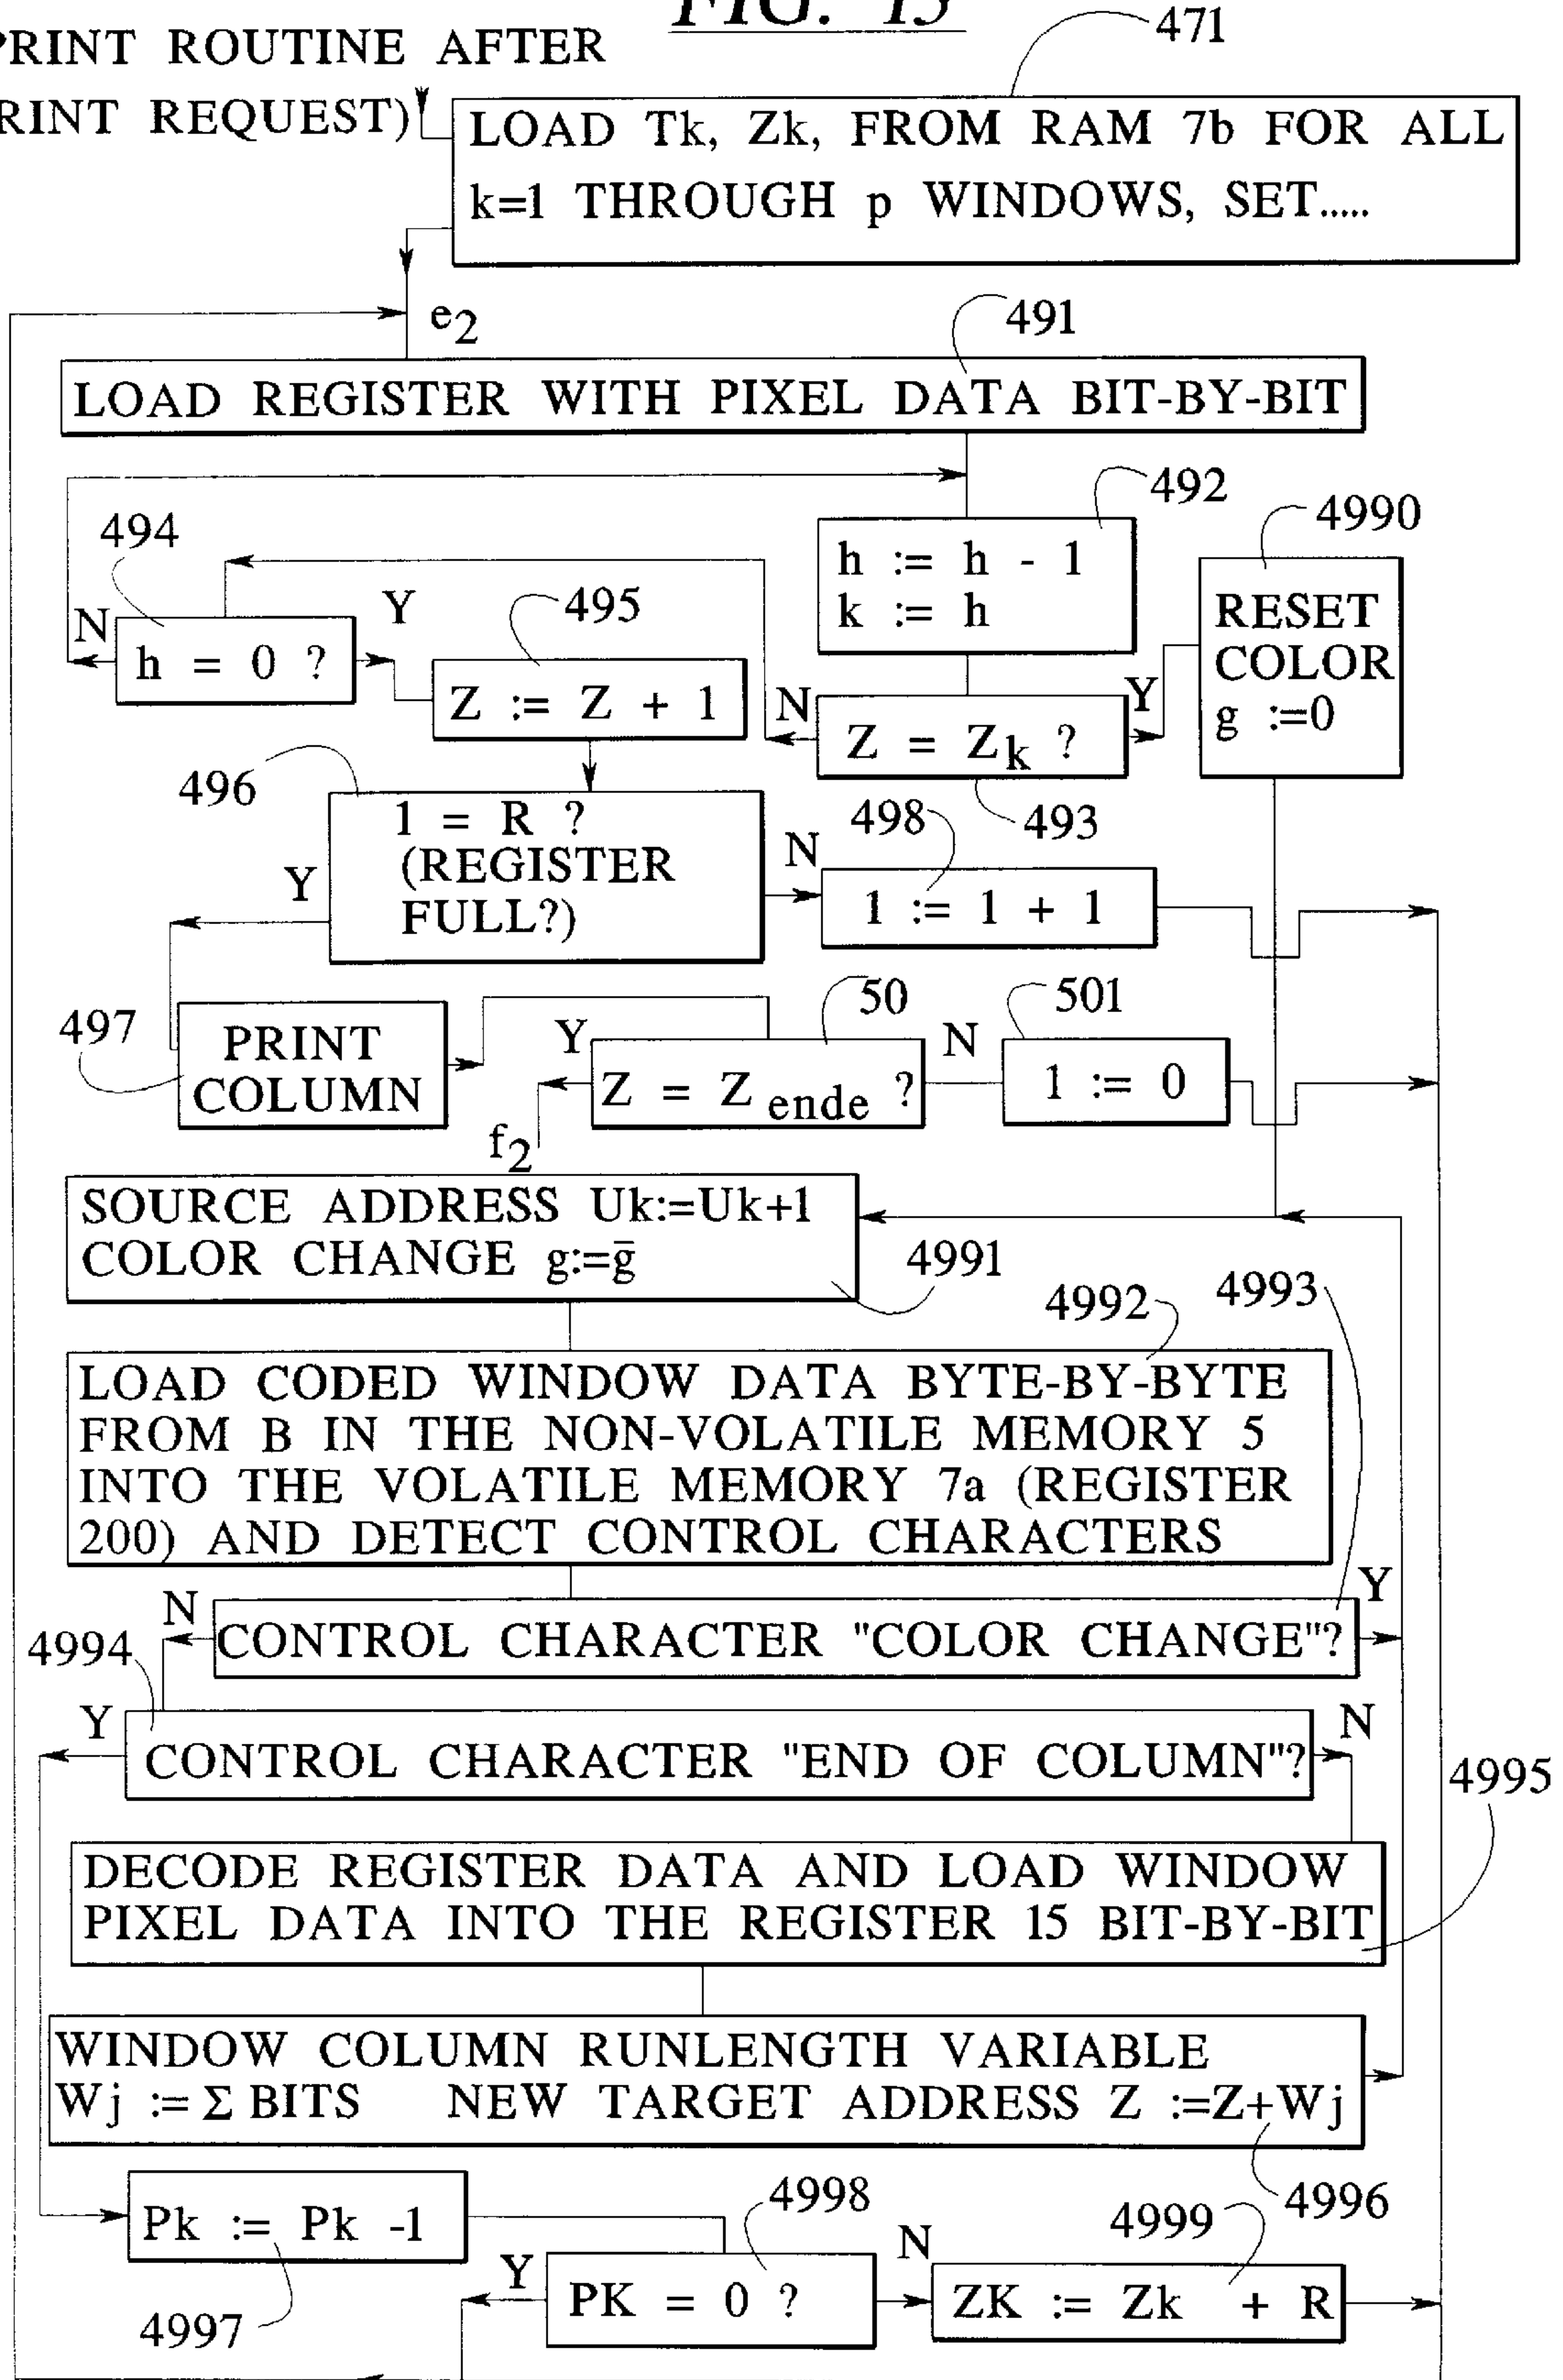 FIG. 15
PRINT ROUTINE AFTER
RINT REQUEST)
471
LOAD Tk, Zk, FROM RAM 7b FOR ALL
k=1 THROUGH p WINDOWS, SET.....
e2
491
LOAD REGISTER WITH PIXEL DATA BIT-BY-BIT
492
h := h - 1
k := h
4990
RESET
COLOR
g :=0
494
N
h = 0 ?
Y
495
Z := Z + 1
N
Z = Zk ?
Y
493
496
1 = R ?
(REGISTER
FULL?)
Y
N
498
1 := 1 + 1
497
PRINT
COLUMN
50
Y
Z = Z ende ?
N
501
1 := 0
f2
SOURCE ADDRESS Uk:=Uk+1
COLOR CHANGE g:=g̅
4991
4992
4993
LOAD CODED WINDOW DATA BYTE-BY-BYTE
FROM B IN THE NON-VOLATILE MEMORY 5
INTO THE VOLATILE MEMORY 7a (REGISTER
200) AND DETECT CONTROL CHARACTERS
N
CONTROL CHARACTER "COLOR CHANGE"?
Y
4994
Y
CONTROL CHARACTER "END OF COLUMN"?
N
4995
DECODE REGISTER DATA AND LOAD WINDOW
PIXEL DATA INTO THE REGISTER 15 BIT-BY-BIT
WINDOW COLUMN RUNLENGTH VARIABLE
Wj := Σ BITS NEW TARGET ADDRESS Z :=Z+Wj
4996
Pk := Pk -1
4997
4998
Y
PK = 0 ?
N
4999
ZK := Zk + R